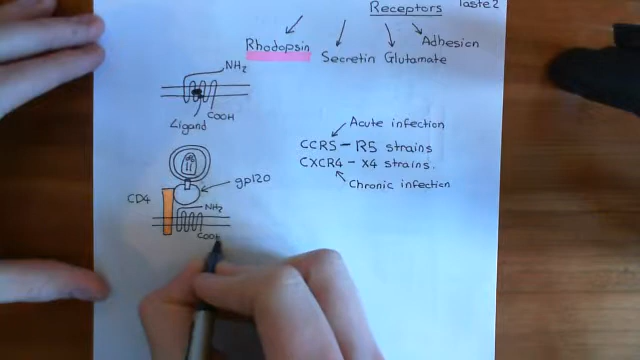 Receptors Taste2
Rhodopsin Secretin Glutamate Adhesion
NH2
COOH
Ligand
Acute infection
CCR5 – R5 strains
CXCR4 – X4 strains.
Chronic infection
gp120
CD4
NH2
COOH